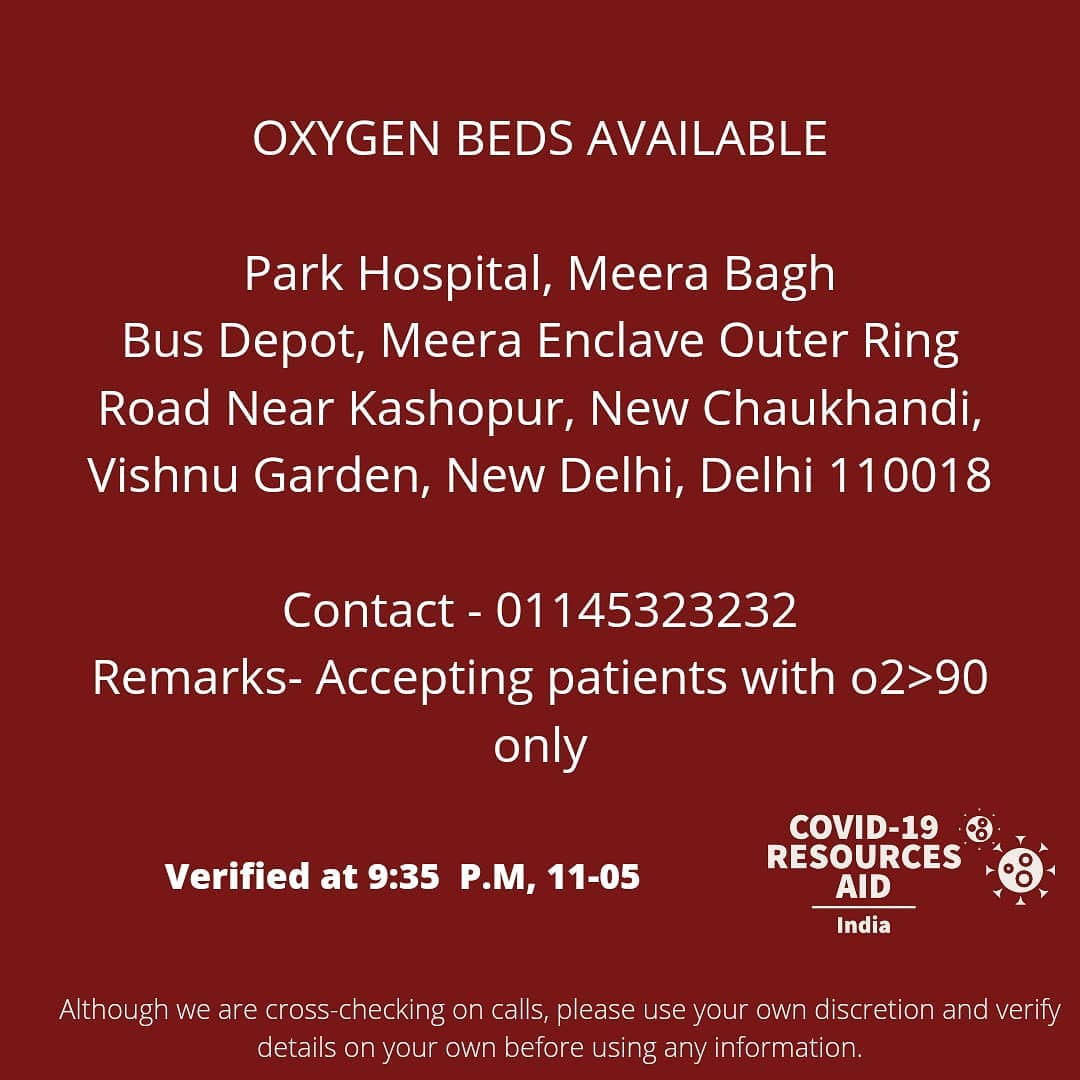 OXYGEN BEDS AVAILABLE
Park Hospital, Meera Bagh
Bus Depot, Meera Enclave Outer Ring
Road Near Kashopur, New Chaukhandi,
Vishnu Garden, New Delhi, Delhi 110018
Contact - 01145323232
Remarks- Accepting patients with o2>90
only
Verified at 9:35  P.M, 11-05
COVID-19
RESOURCES
AID
India
Although we are cross-checking on calls, please use your own discretion and verify
details on your own before using any information.